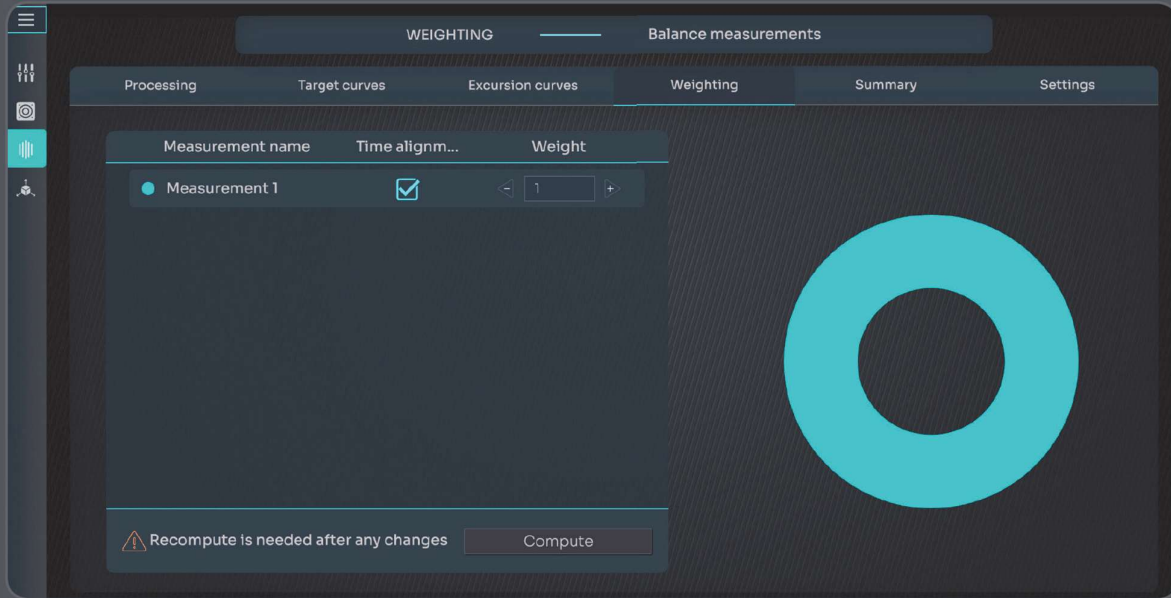 WEIGHTING Balance measurements
Processing Target curves Excursion curves Weighting Summary Settings
Measurement name Time alignm... Weight
Measurement 1 - 1 +
Recompute is needed after any changes Compute